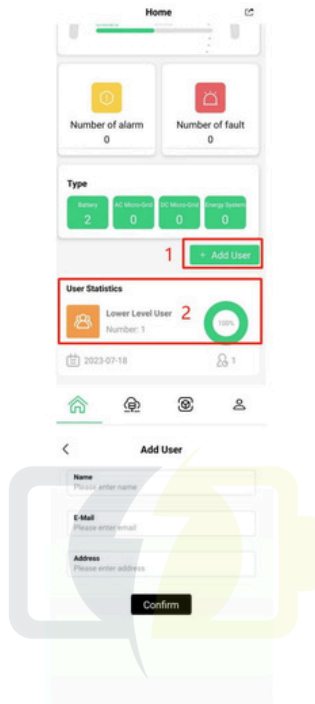 Home
Number of alarm
0
Number of fault
0
Type
Battery
2
AC Micro-Grid
0
DC Micro-Grid
0
Energy System
0
1
+ Add User
User Statistics
Lower Level User
Number: 1
2
100%
2023-07-18
1
Add User
Name
Please enter name
E-Mail
Please enter email
Address
Please enter address
Confirm